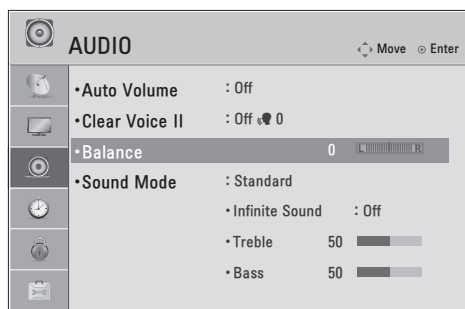 AUDIO Move Enter
•Auto Volume : Off
•Clear Voice II : Off 0
•Balance 0 L R
•Sound Mode : Standard
•Infinite Sound : Off
•Treble 50
•Bass 50